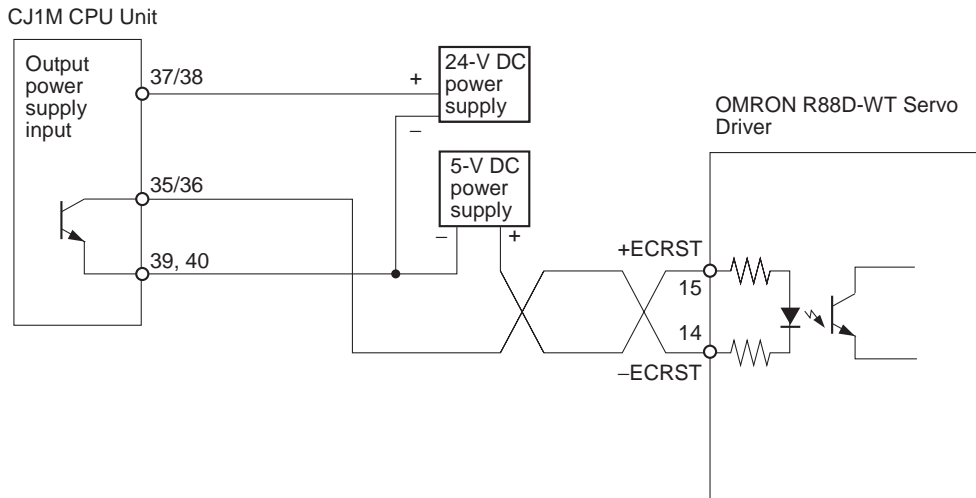 CJ1M CPU Unit
Output
power
supply
input
37/38
+
24-V DC
power
supply
–
35/36
5-V DC
power
supply
–
+
39, 40
OMRON R88D-WT Servo
Driver
+ECRST
15
14
–ECRST